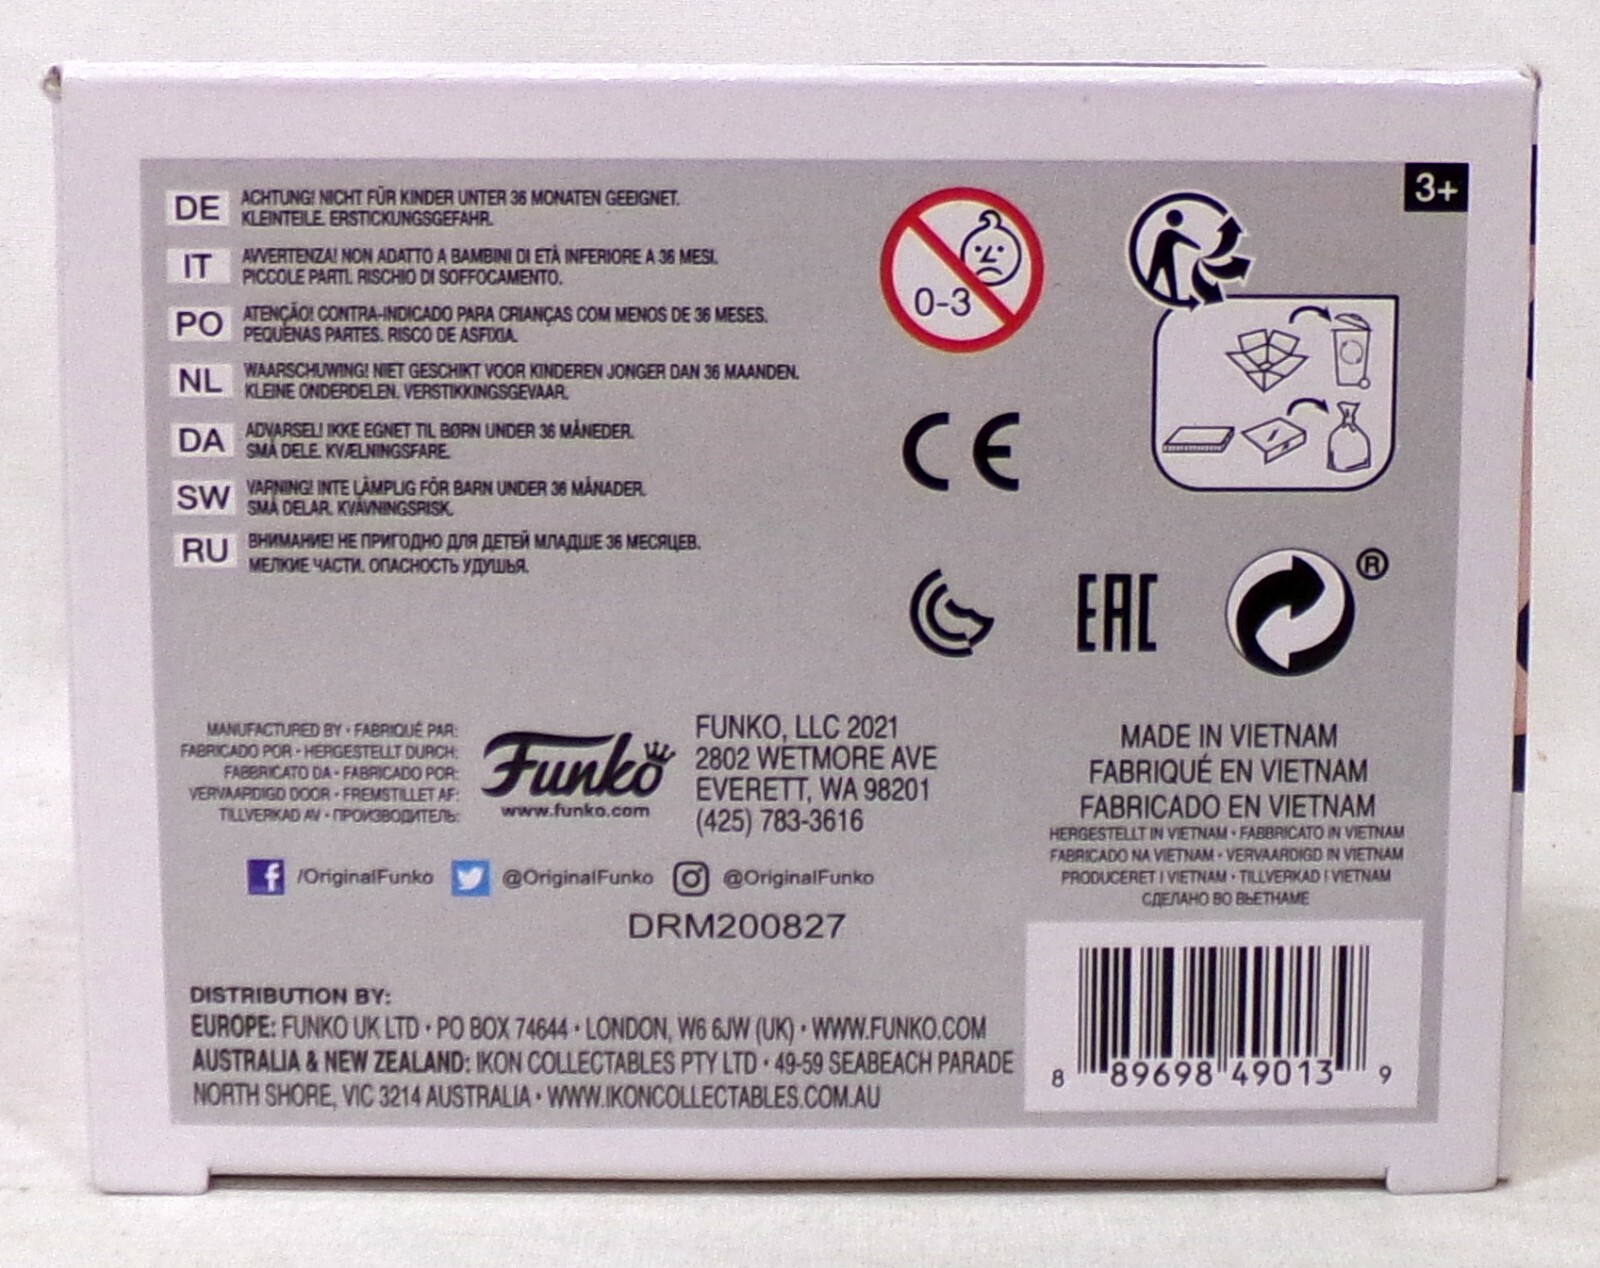 3+
DE
ACHTUNG! NICHT FÜR KINDER UNTER 36 MONATEN GEEIGNET.
KLEINTEILE. ERSTICKUNGSGEFAHR.
IT
AVVERTENZA! NON ADATTO A BAMBINI DI ETÀ INFERIORE A 36 MESI.
PICCOLE PARTI. RISCHIO DI SOFFOCAMENTO.
PO
ATENÇÃO! CONTRA-INDICADO PARA CRIANÇAS COM MENOS DE 36 MESES.
PEQUENAS PARTES. RISCO DE ASFIXIA.
NL
WAARSCHUWING! NIET GESCHIKT VOOR KINDEREN JONGER DAN 36 MAANDEN.
KLEINE ONDERDELEN. VERSTIKKINGSGEVAAR.
DA
ADVARSEL! IKKE EGNET TIL BØRN UNDER 36 MÅNEDER.
SMÅ DELE. KVÆLNINGSFARE.
SW
VARNING! INTE LÄMPLIG FÖR BARN UNDER 36 MÅNADER.
SMÅ DELAR. KVÄVNINGSRISK.
RU
ВНИМАНИЕ! НЕ ПРИГОДНО ДЛЯ ДЕТЕЙ МЛАДШЕ 36 МЕСЯЦЕВ.
МЕЛКИЕ ЧАСТИ. ОПАСНОСТЬ УДУШЬЯ.
0-3
CE
EAC
®
MANUFACTURED BY • FABRIQUÉ PAR:
FABRICADO POR • HERGESTELLT DURCH:
FABBRICATO DA • FABRICADO POR:
VERVAARDIGD DOOR • FREMSTILLET AF:
TILLVERKAD AV • ПРОИЗВОДИТЕЛЬ:
Funko
www.funko.com
FUNKO, LLC 2021
2802 WETMORE AVE
EVERETT, WA 98201
(425) 783-3616
MADE IN VIETNAM
FABRIQUÉ EN VIETNAM
FABRICADO EN VIETNAM
HERGESTELLT IN VIETNAM • FABBRICATO IN VIETNAM
FABRICADO NA VIETNAM • VERVAARDIGD IN VIETNAM
PRODUCERET I VIETNAM • TILLVERKAD I VIETNAM
СДЕЛАНО ВО ВЬЕТНАМЕ
f /OriginalFunko @OriginalFunko @OriginalFunko
DRM200827
DISTRIBUTION BY:
EUROPE: FUNKO UK LTD • PO BOX 74644 • LONDON, W6 6JW (UK) • WWW.FUNKO.COM
AUSTRALIA & NEW ZEALAND: IKON COLLECTABLES PTY LTD • 49-59 SEABEACH PARADE
NORTH SHORE, VIC 3214 AUSTRALIA • WWW.IKONCOLLECTABLES.COM.AU
8 89698 49013 9